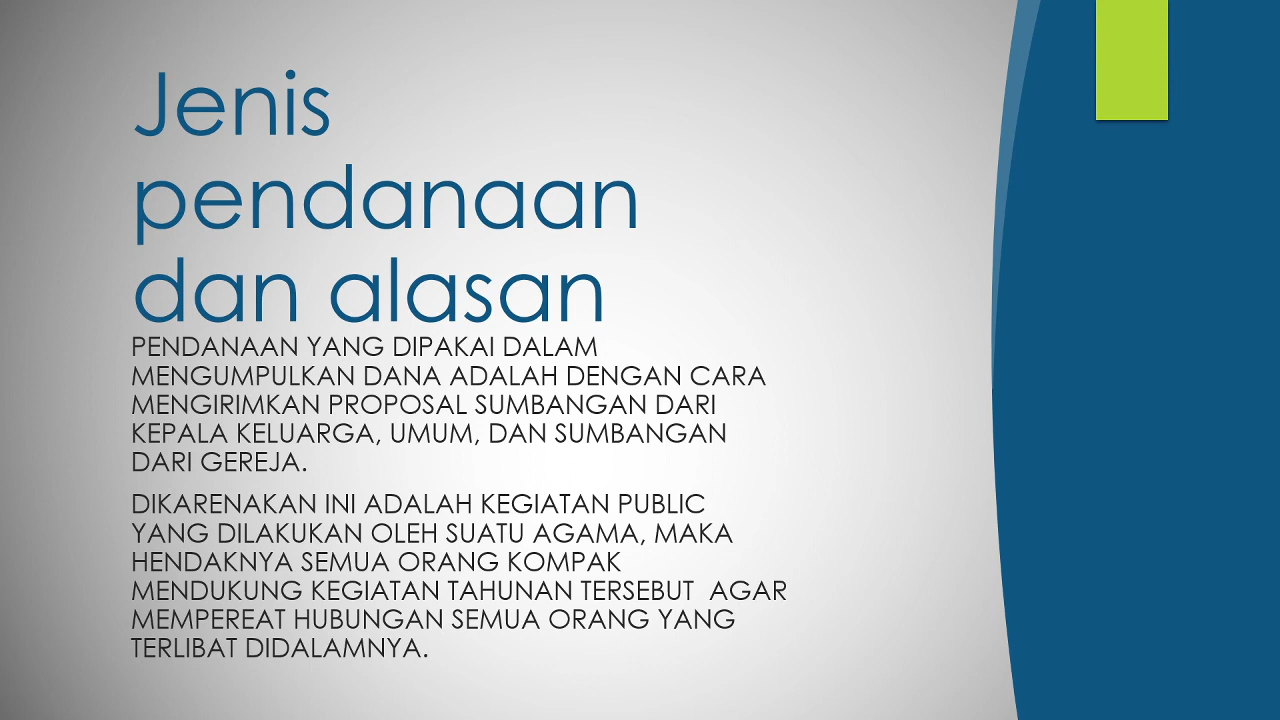 Jenis
pendanaan
dan alasan
PENDANAAN YANG DIPAKAI DALAM
MENGUMPULKAN DANA ADALAH DENGAN CARA
MENGIRIMKAN PROPOSAL SUMBANGAN DARI
KEPALA KELUARGA, UMUM, DAN SUMBANGAN
DARI GEREJA.
DIKARENAKAN INI ADALAH KEGIATAN PUBLIC
YANG DILAKUKAN OLEH SUATU AGAMA, MAKA
HENDAKNYA SEMUA ORANG KOMPAK
MENDUKUNG KEGIATAN TAHUNAN TERSEBUT  AGAR
MEMPEREAT HUBUNGAN SEMUA ORANG YANG
TERLIBAT DIDALAMNYA.